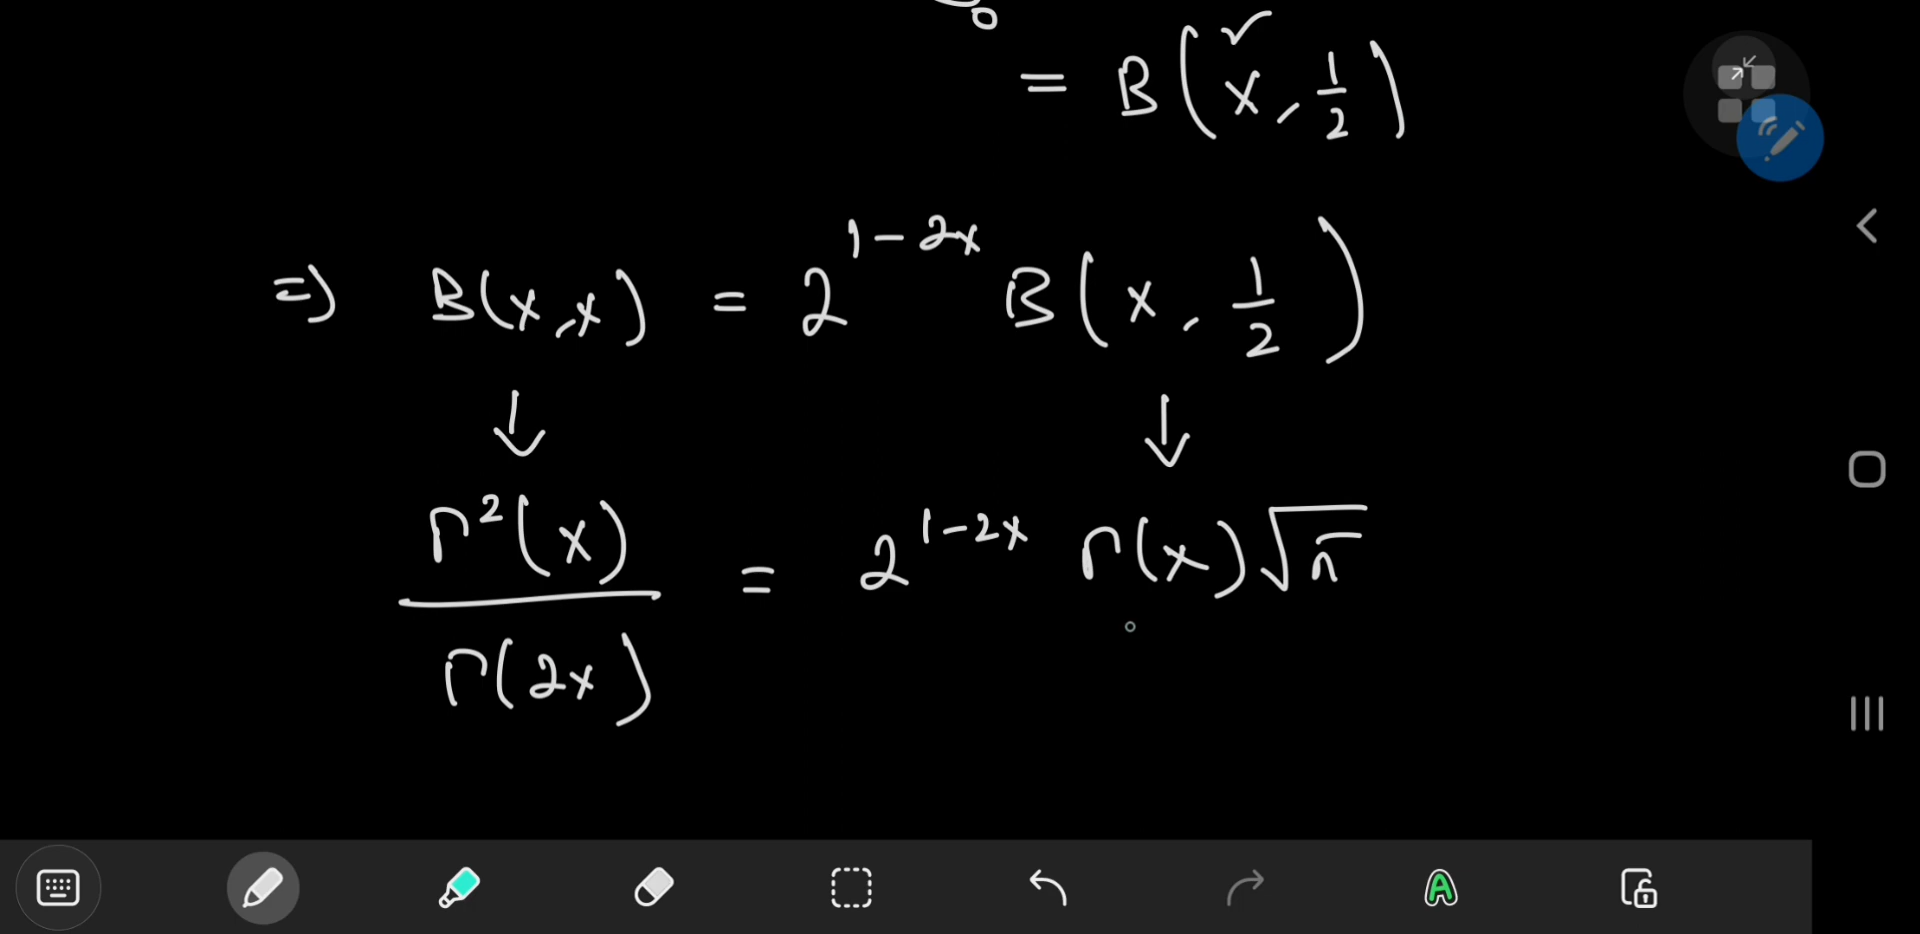 = B(x, 1/2)
⇒ B(x,x) = 2^{1-2x} B(x, 1/2)
↓ ↓
Γ²(x)/Γ(2x) = 2^{1-2x} Γ(x)√π
A